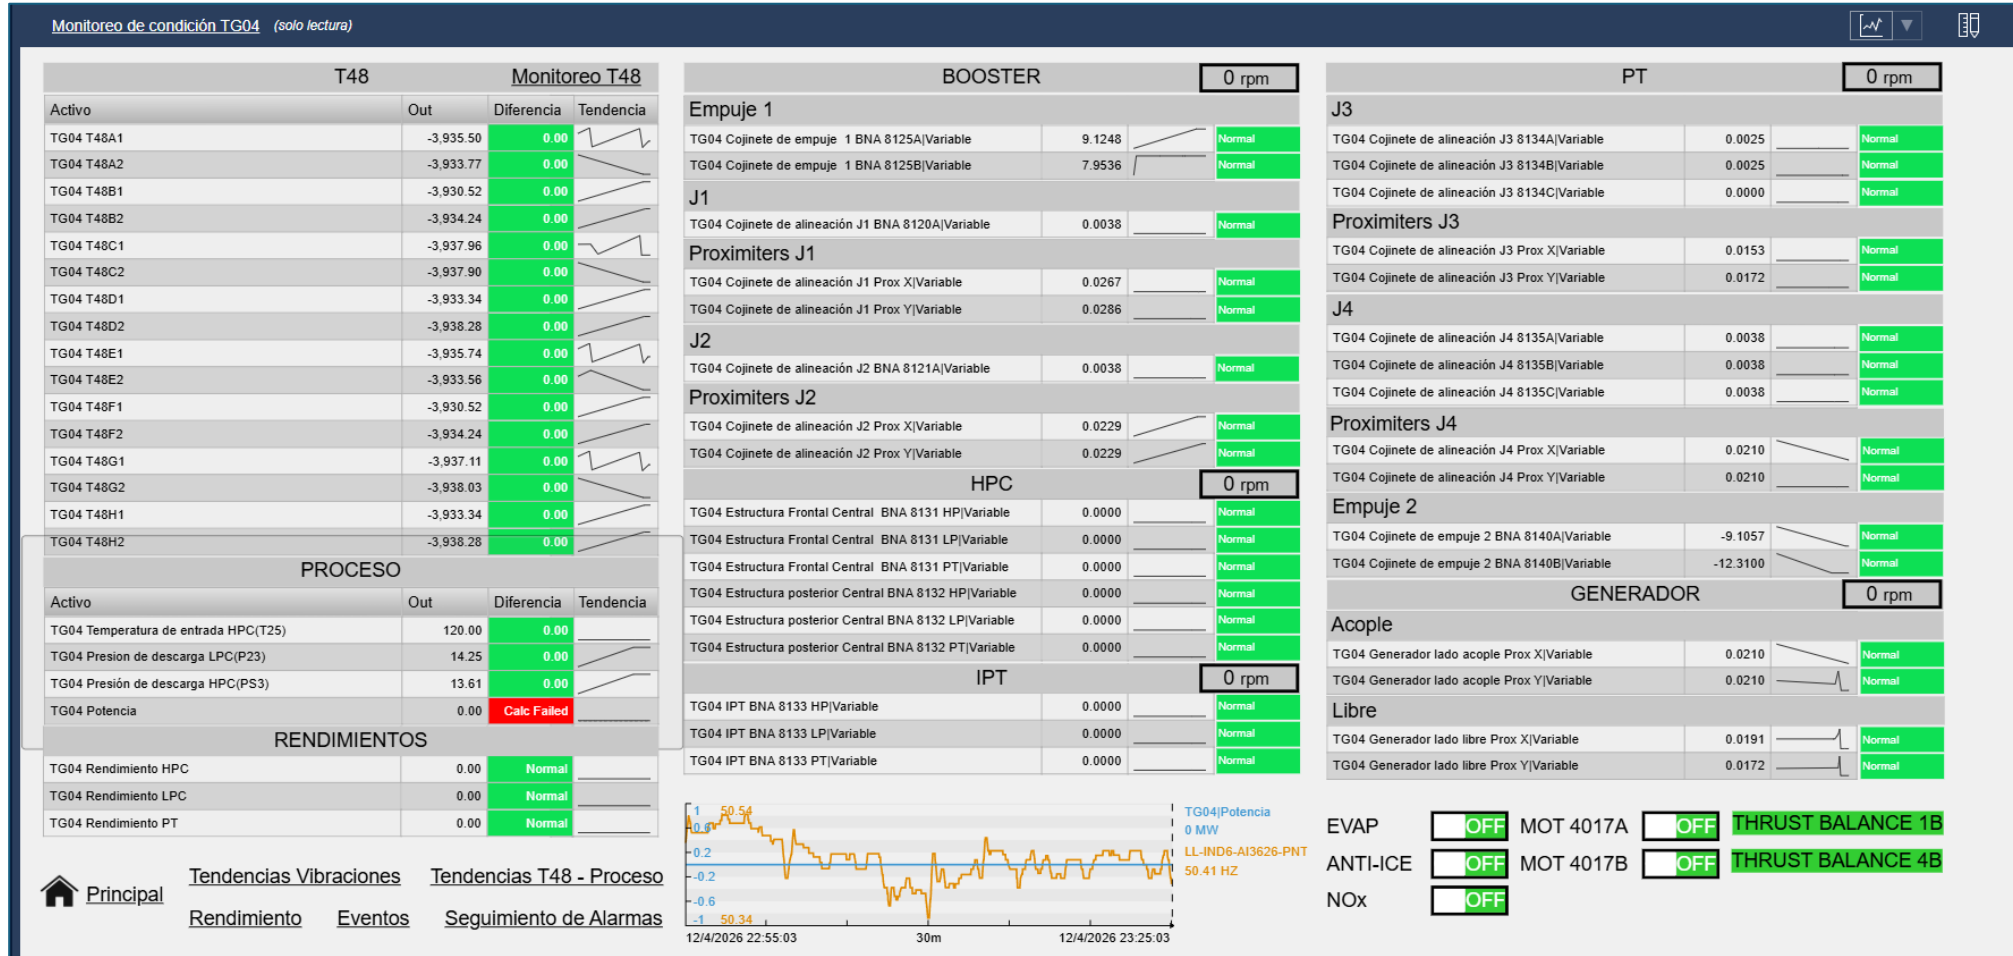 Monitoreo de condición TG04 (solo lectura)
T48 Monitoreo T48
Activo Out Diferencia Tendencia
TG04 T48A1 -3,935.50 0.00
TG04 T48A2 -3,933.77 0.00
TG04 T48B1 -3,930.52 0.00
TG04 T48B2 -3,934.24 0.00
TG04 T48C1 -3,937.96 0.00
TG04 T48C2 -3,937.90 0.00
TG04 T48D1 -3,933.34 0.00
TG04 T48D2 -3,938.28 0.00
TG04 T48E1 -3,935.74 0.00
TG04 T48E2 -3,933.56 0.00
TG04 T48F1 -3,930.52 0.00
TG04 T48F2 -3,934.24 0.00
TG04 T48G1 -3,937.11 0.00
TG04 T48G2 -3,938.03 0.00
TG04 T48H1 -3,933.34 0.00
TG04 T48H2 -3,938.28 0.00
PROCESO
Activo Out Diferencia Tendencia
TG04 Temperatura de entrada HPC(T25) 120.00 0.00
TG04 Presion de descarga LPC(P23) 14.25 0.00
TG04 Presión de descarga HPC(PS3) 13.61 0.00
TG04 Potencia 0.00 Calc Failed
RENDIMIENTOS
TG04 Rendimiento HPC 0.00 Normal
TG04 Rendimiento LPC 0.00 Normal
TG04 Rendimiento PT 0.00 Normal
Principal
Tendencias Vibraciones Tendencias T48 - Proceso
Rendimiento Eventos Seguimiento de Alarmas
BOOSTER 0 rpm
Empuje 1
TG04 Cojinete de empuje 1 BNA 8125A|Variable 9.1248 Normal
TG04 Cojinete de empuje 1 BNA 8125B|Variable 7.9536 Normal
J1
TG04 Cojinete de alineación J1 BNA 8120A|Variable 0.0038 Normal
Proximiters J1
TG04 Cojinete de alineación J1 Prox X|Variable 0.0267 Normal
TG04 Cojinete de alineación J1 Prox Y|Variable 0.0286 Normal
J2
TG04 Cojinete de alineación J2 BNA 8121A|Variable 0.0038 Normal
Proximiters J2
TG04 Cojinete de alineación J2 Prox X|Variable 0.0229 Normal
TG04 Cojinete de alineación J2 Prox Y|Variable 0.0229 Normal
HPC 0 rpm
TG04 Estructura Frontal Central BNA 8131 HP|Variable 0.0000 Normal
TG04 Estructura Frontal Central BNA 8131 LP|Variable 0.0000 Normal
TG04 Estructura Frontal Central BNA 8131 PT|Variable 0.0000 Normal
TG04 Estructura posterior Central BNA 8132 HP|Variable 0.0000 Normal
TG04 Estructura posterior Central BNA 8132 LP|Variable 0.0000 Normal
TG04 Estructura posterior Central BNA 8132 PT|Variable 0.0000 Normal
IPT 0 rpm
TG04 IPT BNA 8133 HP|Variable 0.0000 Normal
TG04 IPT BNA 8133 LP|Variable 0.0000 Normal
TG04 IPT BNA 8133 PT|Variable 0.0000 Normal
1 50.54
0.6
0.2
-0.2
-0.6
-1 50.34
12/4/2026 22:55:03 30m 12/4/2026 23:25:03
TG04|Potencia
0 MW
LL-IND6-AI3626-PNT
50.41 HZ
PT 0 rpm
J3
TG04 Cojinete de alineación J3 8134A|Variable 0.0025 Normal
TG04 Cojinete de alineación J3 8134B|Variable 0.0025 Normal
TG04 Cojinete de alineación J3 8134C|Variable 0.0000 Normal
Proximiters J3
TG04 Cojinete de alineación J3 Prox X|Variable 0.0153 Normal
TG04 Cojinete de alineación J3 Prox Y|Variable 0.0172 Normal
J4
TG04 Cojinete de alineación J4 8135A|Variable 0.0038 Normal
TG04 Cojinete de alineación J4 8135B|Variable 0.0038 Normal
TG04 Cojinete de alineación J4 8135C|Variable 0.0038 Normal
Proximiters J4
TG04 Cojinete de alineación J4 Prox X|Variable 0.0210 Normal
TG04 Cojinete de alineación J4 Prox Y|Variable 0.0210 Normal
Empuje 2
TG04 Cojinete de empuje 2 BNA 8140A|Variable -9.1057 Normal
TG04 Cojinete de empuje 2 BNA 8140B|Variable -12.3100 Normal
GENERADOR 0 rpm
Acople
TG04 Generador lado acople Prox X|Variable 0.0210 Normal
TG04 Generador lado acople Prox Y|Variable 0.0210 Normal
Libre
TG04 Generador lado libre Prox X|Variable 0.0191 Normal
TG04 Generador lado libre Prox Y|Variable 0.0172 Normal
EVAP OFF MOT 4017A OFF THRUST BALANCE 1B
ANTI-ICE OFF MOT 4017B OFF THRUST BALANCE 4B
NOx OFF